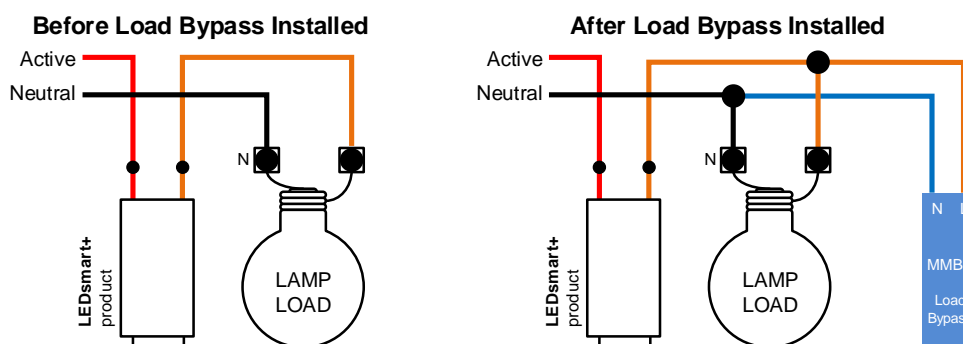 Before Load Bypass Installed
Active
Neutral
N
LEDsmart+
product
LAMP
LOAD
After Load Bypass Installed
Active
Neutral
N
LEDsmart+
product
LAMP
LOAD
N
MMB
Load
Bypas